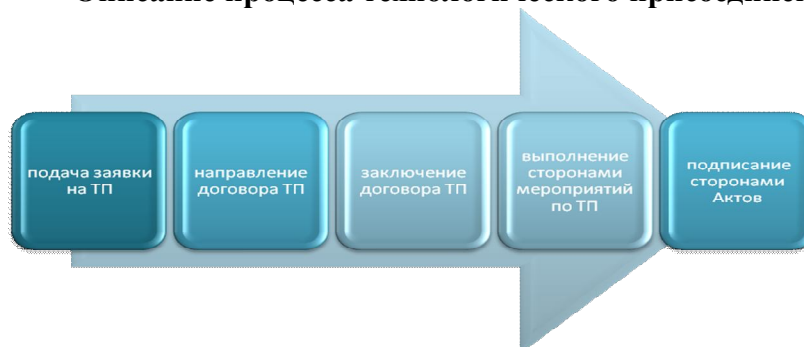 Описание процесса технологического
подача заявки
на ТП
направление
договора ТП
заключение
договора ТП
выполнение
сторонами
мероприятий
по ТП
подписание
сторонами
Актов